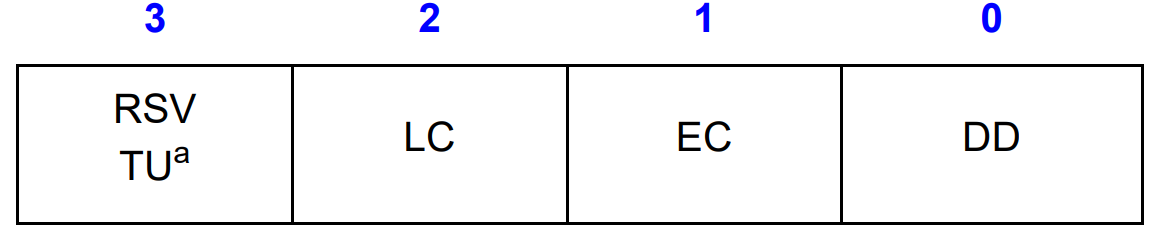 3 2 1 0
RSV
TUª LC EC DD